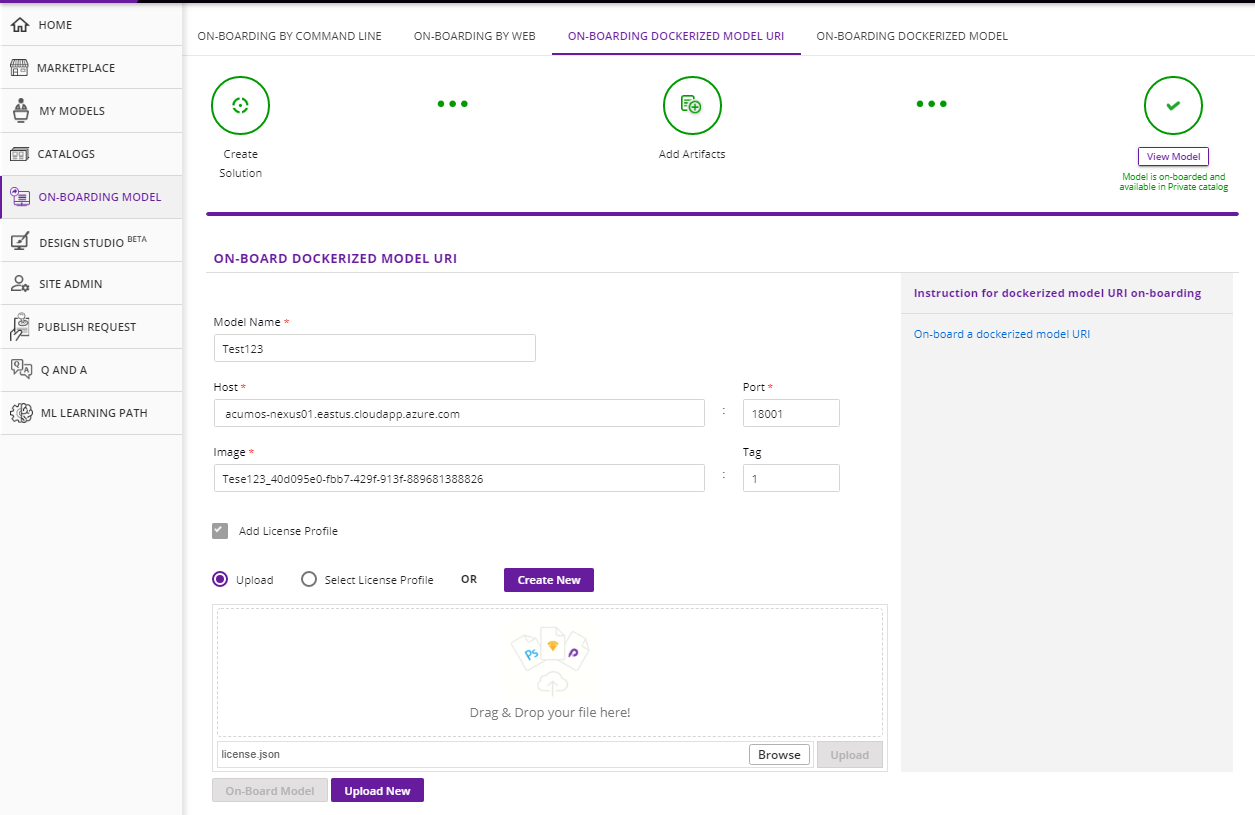 HOME
MARKETPLACE
MY MODELS
CATALOGS
ON-BOARDING MODEL
DESIGN STUDIO BETA
SITE ADMIN
PUBLISH REQUEST
Q AND A
ML LEARNING PATH
ON-BOARDING BY COMMAND LINE
ON-BOARDING BY WEB
ON-BOARDING DOCKERIZED MODEL URI
ON-BOARDING DOCKERIZED MODEL
Create
Solution
Add Artifacts
View Model
Model is on-boarded and
available in Private catalog
ON-BOARD DOCKERIZED MODEL URI
Model Name *
Test123
Host * Port *
acumos-nexus01.eastus.cloudapp.azure.com : 18001
Image * Tag
Tese123_40d095e0-fbb7-429f-913f-889681388826 : 1
Add License Profile
Upload Select License Profile OR Create New
Ps
Drag & Drop your file here!
license.json Browse Upload
On-Board Model Upload New
Instruction for dockerized model URI on-boarding
On-board a dockerized model URI